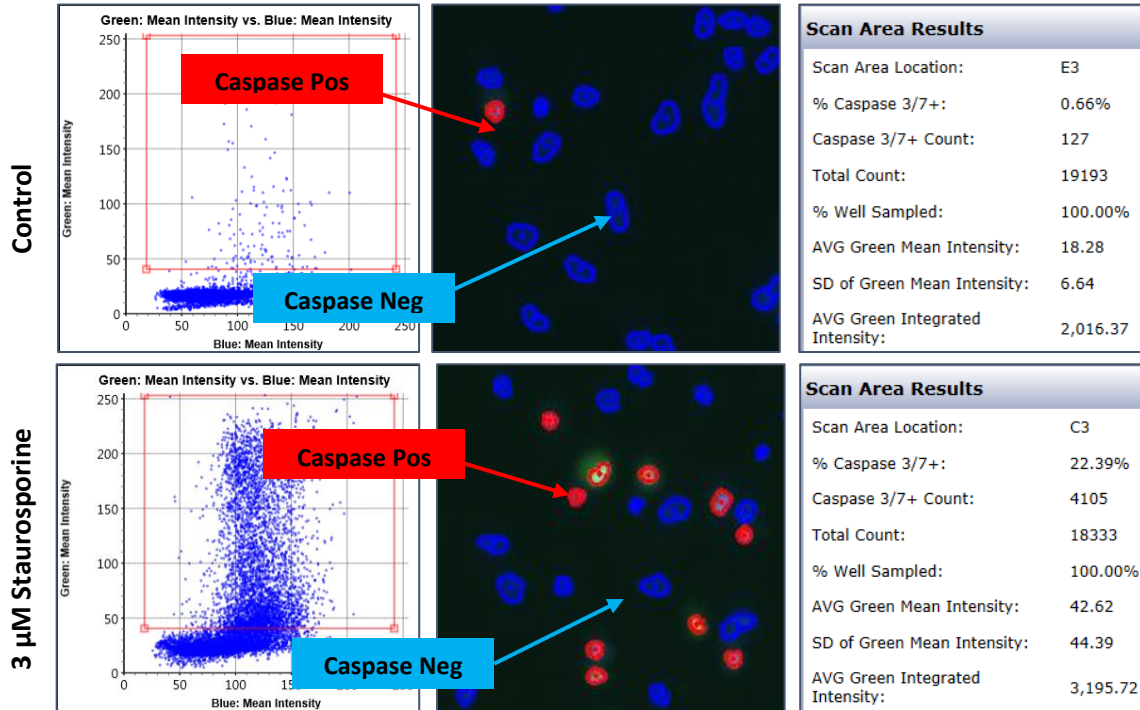 Control
Green: Mean Intensity vs. Blue: Mean Intensity
Green: Mean Intensity
250
200
150
100
50
0
0 50 100 150 200 250
Blue: Mean Intensity
Caspase Pos
Caspase Neg
Scan Area Results
Scan Area Location: E3
% Caspase 3/7+: 0.66%
Caspase 3/7+ Count: 127
Total Count: 19193
% Well Sampled: 100.00%
AVG Green Mean Intensity: 18.28
SD of Green Mean Intensity: 6.64
AVG Green Integrated
Intensity: 2,016.37
3 µM Staurosporine
Green: Mean Intensity vs. Blue: Mean Intensity
Green: Mean Intensity
250
200
150
100
50
0
0 50 100
Blue: Mean Intensity
Caspase Pos
Caspase Neg
Scan Area Results
Scan Area Location: C3
% Caspase 3/7+: 22.39%
Caspase 3/7+ Count: 4105
Total Count: 18333
% Well Sampled: 100.00%
AVG Green Mean Intensity: 42.62
SD of Green Mean Intensity: 44.39
AVG Green Integrated
Intensity: 3,195.72